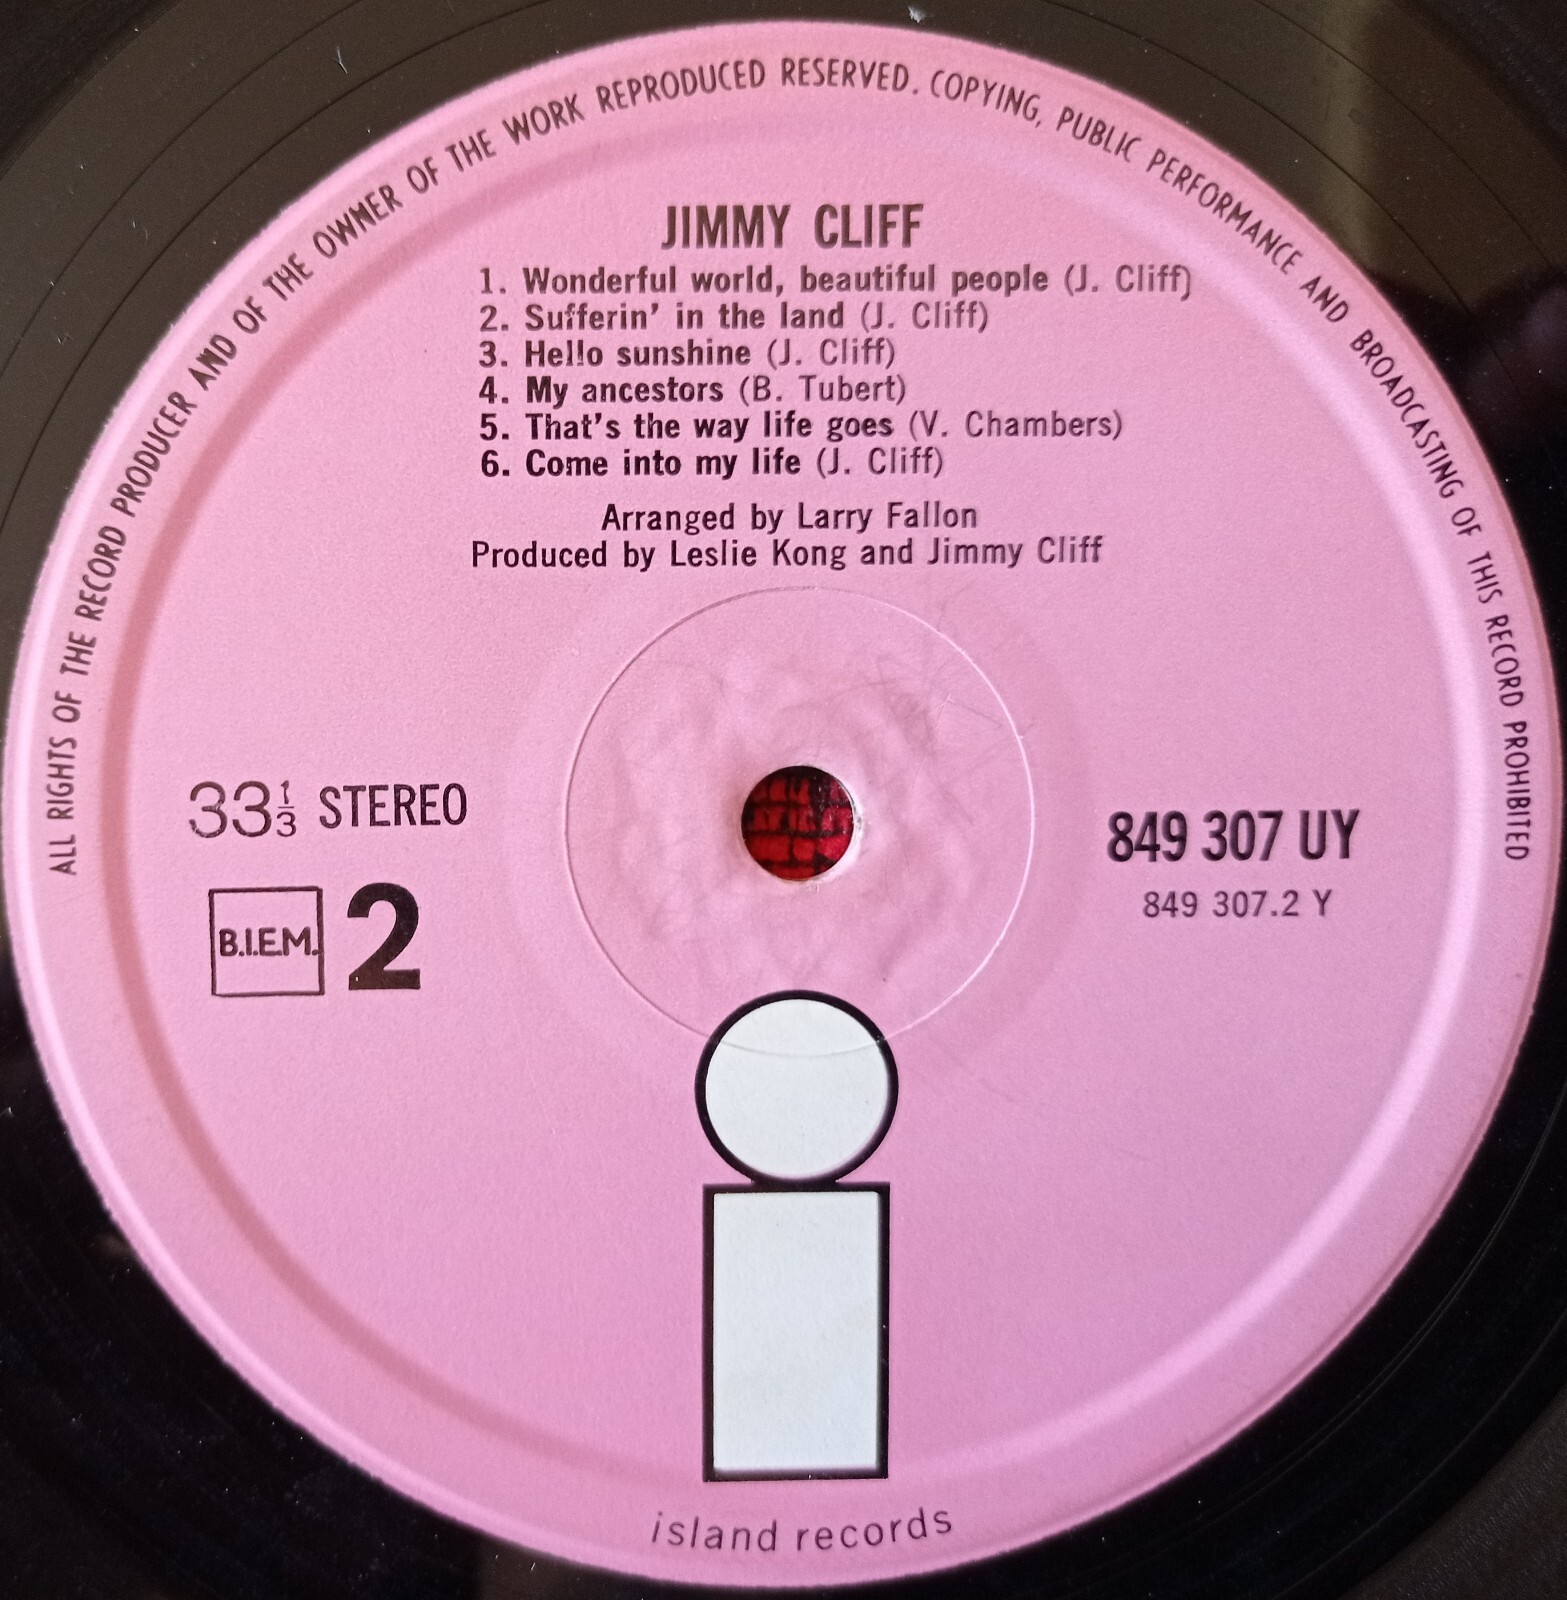 ALL RIGHTS OF THE RECORD PRODUCER AND OF THE OWNER OF THE WORK REPRODUCED RESERVED. COPYING, PUBLIC PERFORMANCE AND BROADCASTING OF THIS RECORD PROHIBITED
JIMMY CLIFF
1. Wonderful world, beautiful people (J. Cliff)
2. Sufferin' in the land (J. Cliff)
3. Hello sunshine (J. Cliff)
4. My ancestors (B. Tubert)
5. That's the way life goes (V. Chambers)
6. Come into my life (J. Cliff)
Arranged by Larry Fallon
Produced by Leslie Kong and Jimmy Cliff
33 1/3 STEREO
849 307 UY
849 307.2 Y
B.I.E.M. 2
i
island records